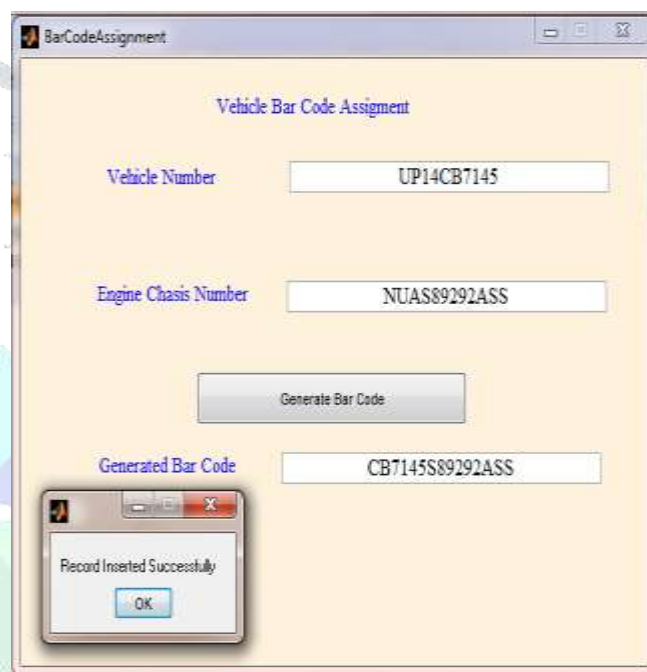 BarCodeAssignment
Vehicle Bar Code Assigment
Vehicle Number
UP14CB7145
Engine Chasis Number
NUAS89292ASS
Generate Bar Code
Generated Bar Code
CB7145S89292ASS
Record Inserted Successfully
OK